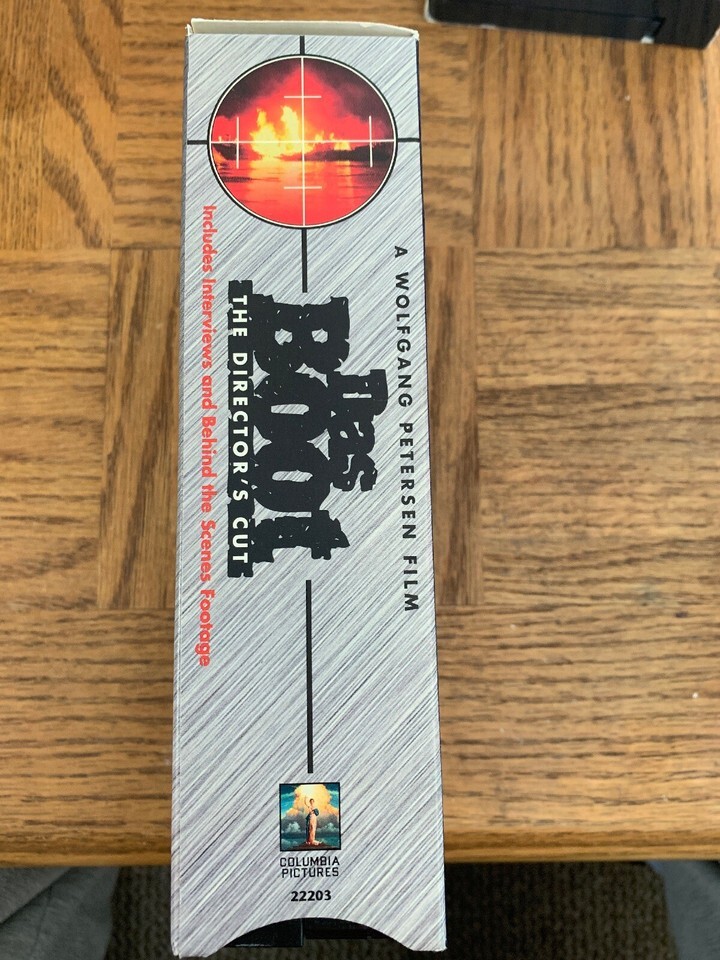 A WOLFGANG PETERSEN FILM
Das
Boot
THE DIRECTOR'S CUT
Includes Interviews and Behind the Scenes Footage
COLUMBIA
PICTURES
22203